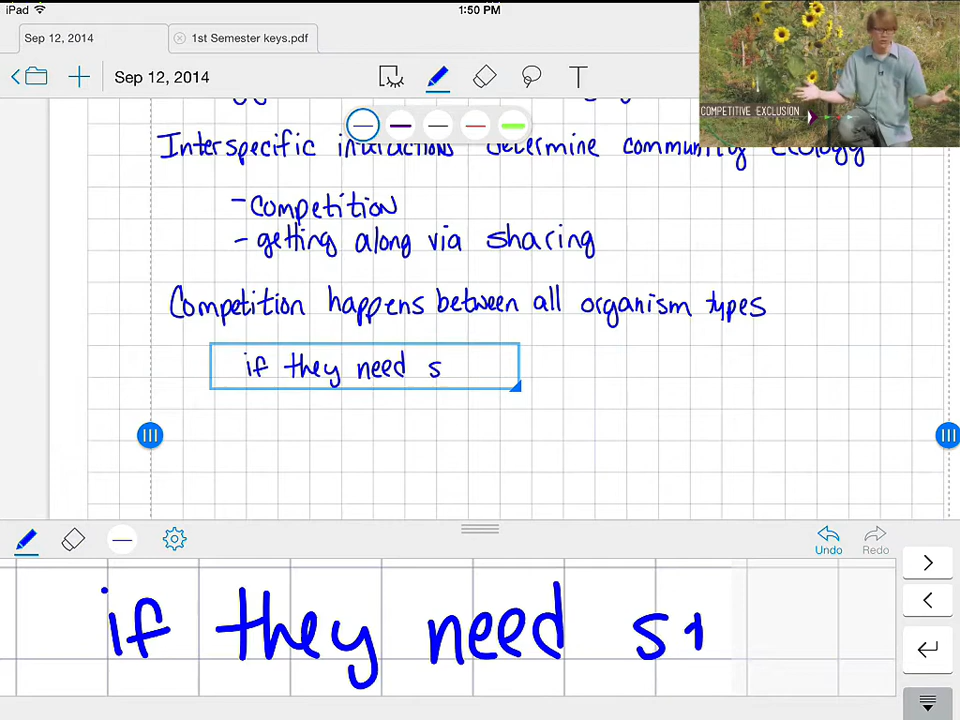 iPad 1:50 PM
Sep 12, 2014 1st Semester keys.pdf
Sep 12, 2014 T
COMPETITIVE EXCLUSION
Interspecific interactions determine community ecology
- Competition
- getting along via sharing
Competition happens between all organism types
if they need s
Undo Redo
if they need s